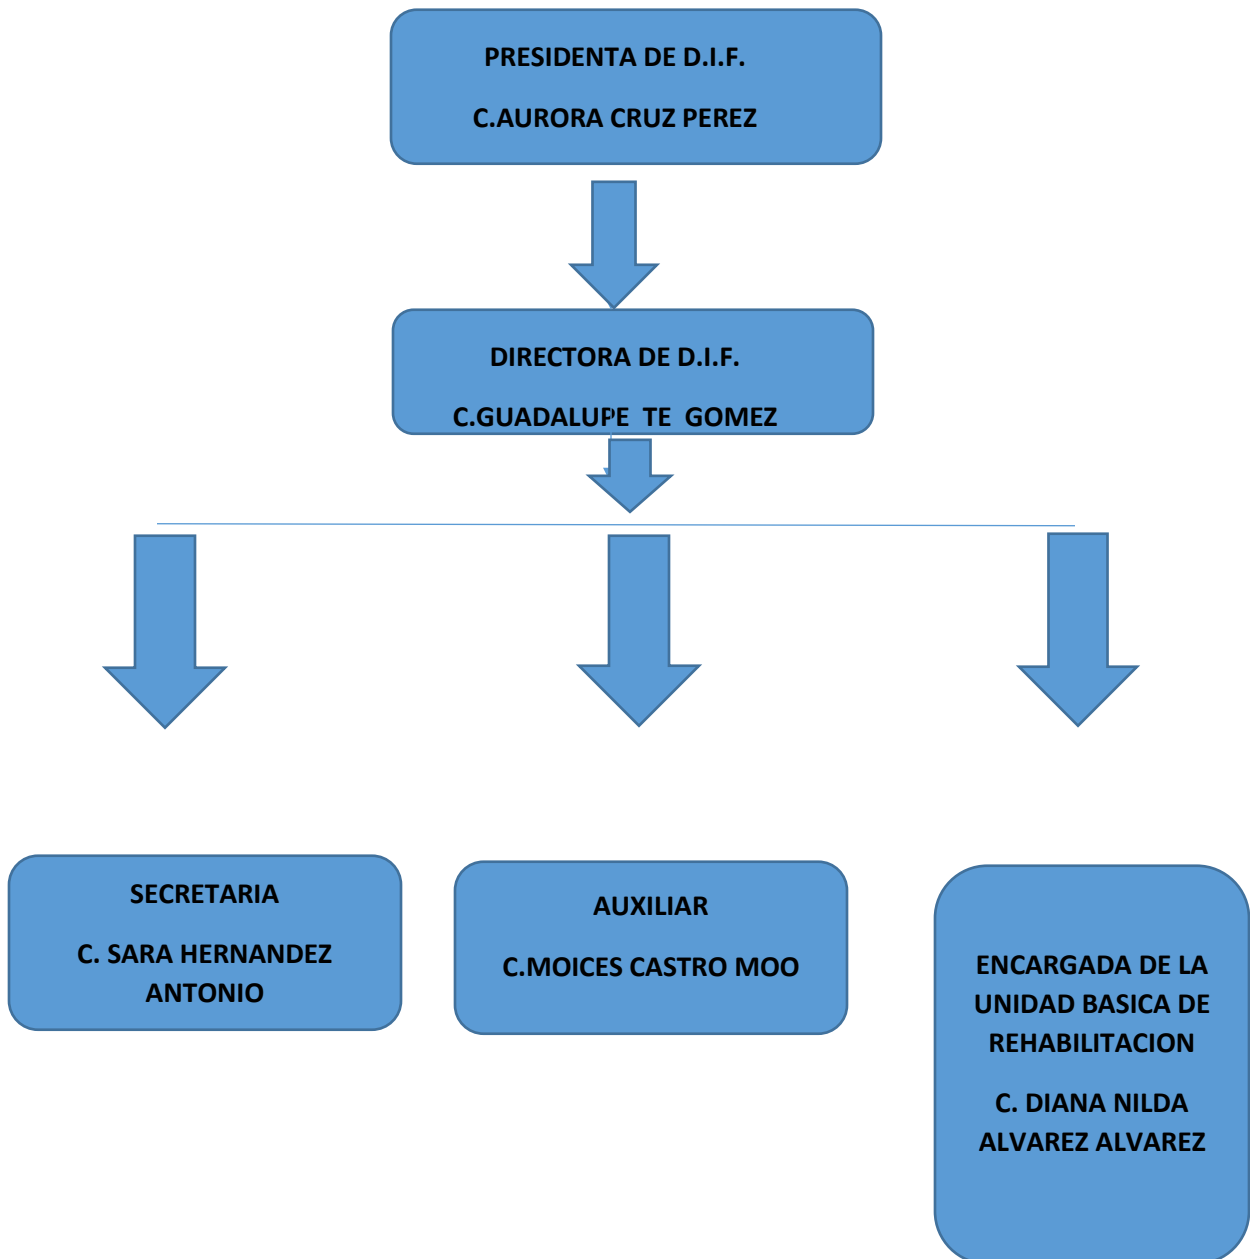 PRESIDENTA DE D.I.F.
C.AURORA CRUZ PEREZ
DIRECTORA DE D.I.F.
C.GUADALUPE TE GOMEZ
SECRETARIA
C. SARA HERNANDEZ
ANTONIO
AUXILIAR
C.MOICES CASTRO MOO
ENCARGADA DE LA
UNIDAD BASICA DE
REHABILITACION
C. DIANA NILDA
ALVAREZ ALVAREZ